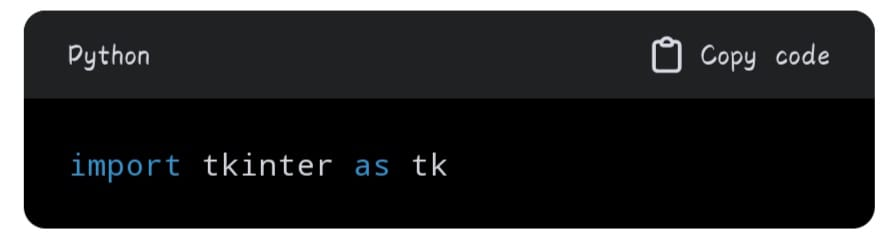 Python
Copy code
import tkinter as tk